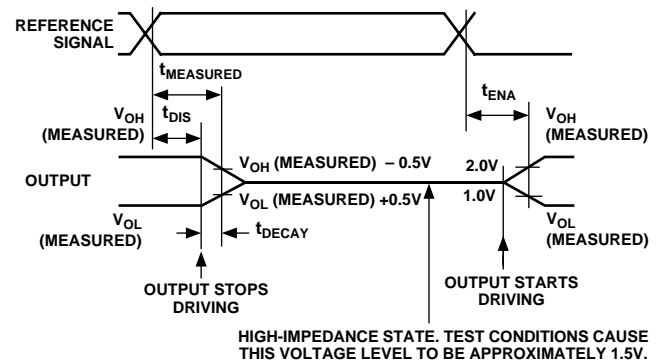 REFERENCE
SIGNAL
tMEASURED
tDIS
tENA
VOH
(MEASURED)
VOH
(MEASURED)
VOH (MEASURED) – 0.5V
2.0V
OUTPUT
VOL (MEASURED) +0.5V
1.0V
VOL
(MEASURED)
VOL
(MEASURED)
tDECAY
OUTPUT STOPS
DRIVING
OUTPUT STARTS
DRIVING
HIGH-IMPEDANCE STATE. TEST CONDITIONS CAUSE
THIS VOLTAGE LEVEL TO BE APPROXIMATELY 1.5V.